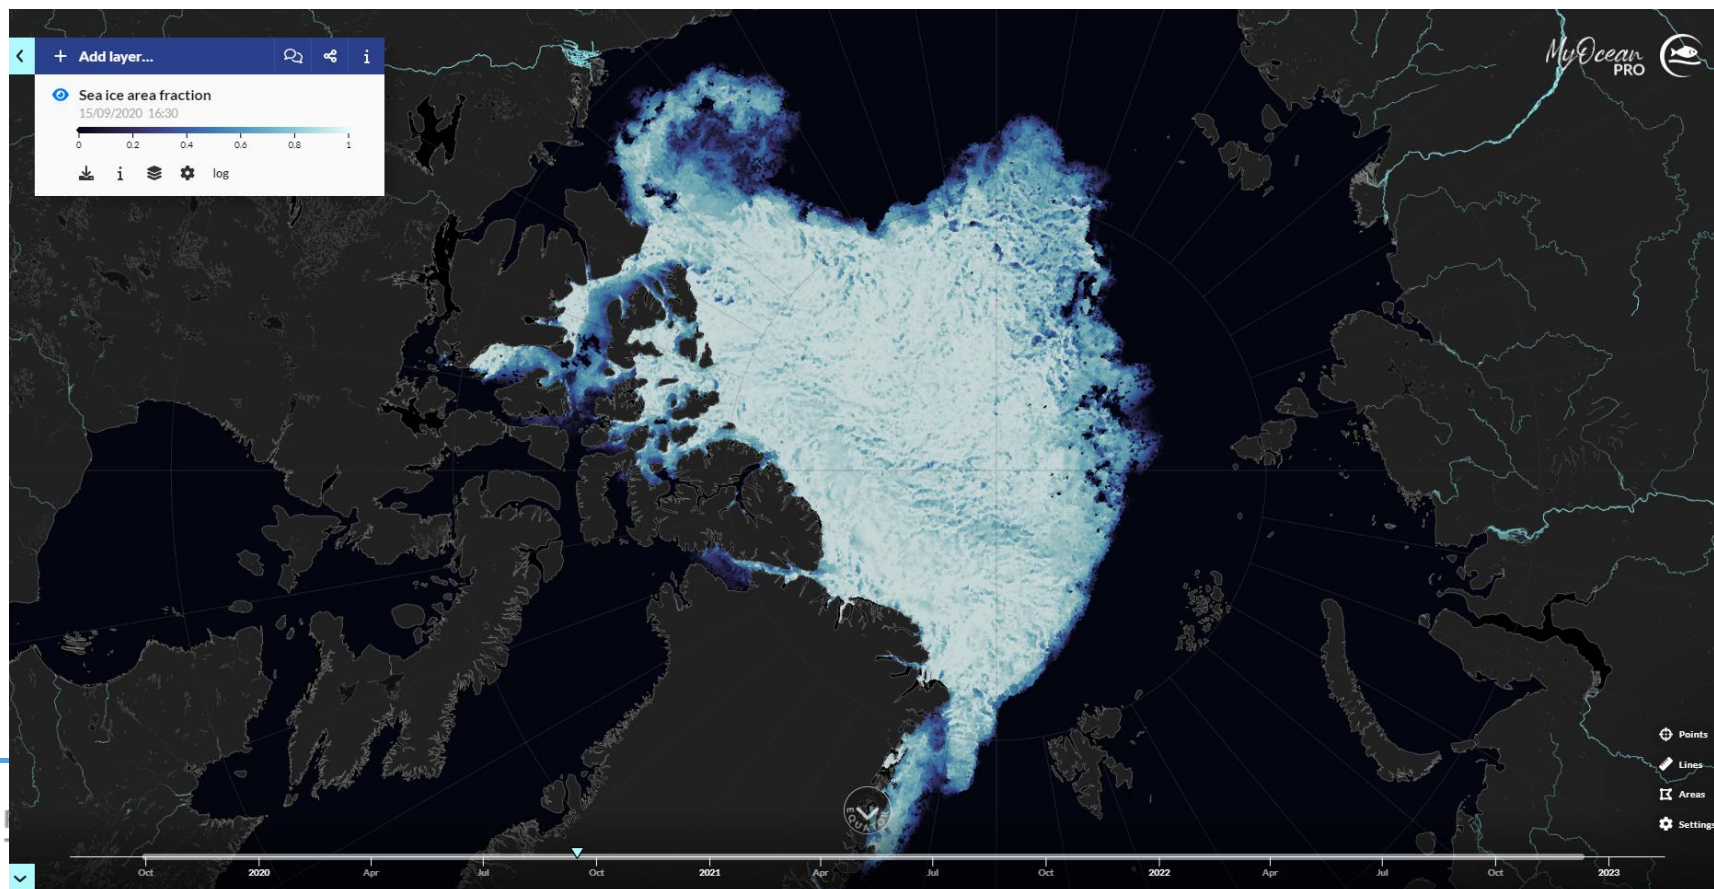 + Add layer...
Sea ice area fraction
15/09/2020 16:30
0 0.2 0.4 0.6 0.8 1
log
MyOcean
PRO
Points
Lines
Areas
Settings
EQUATOR
Oct 2020 Apr Jul Oct 2021 Apr Jul Oct 2022 Apr Jul Oct 2023